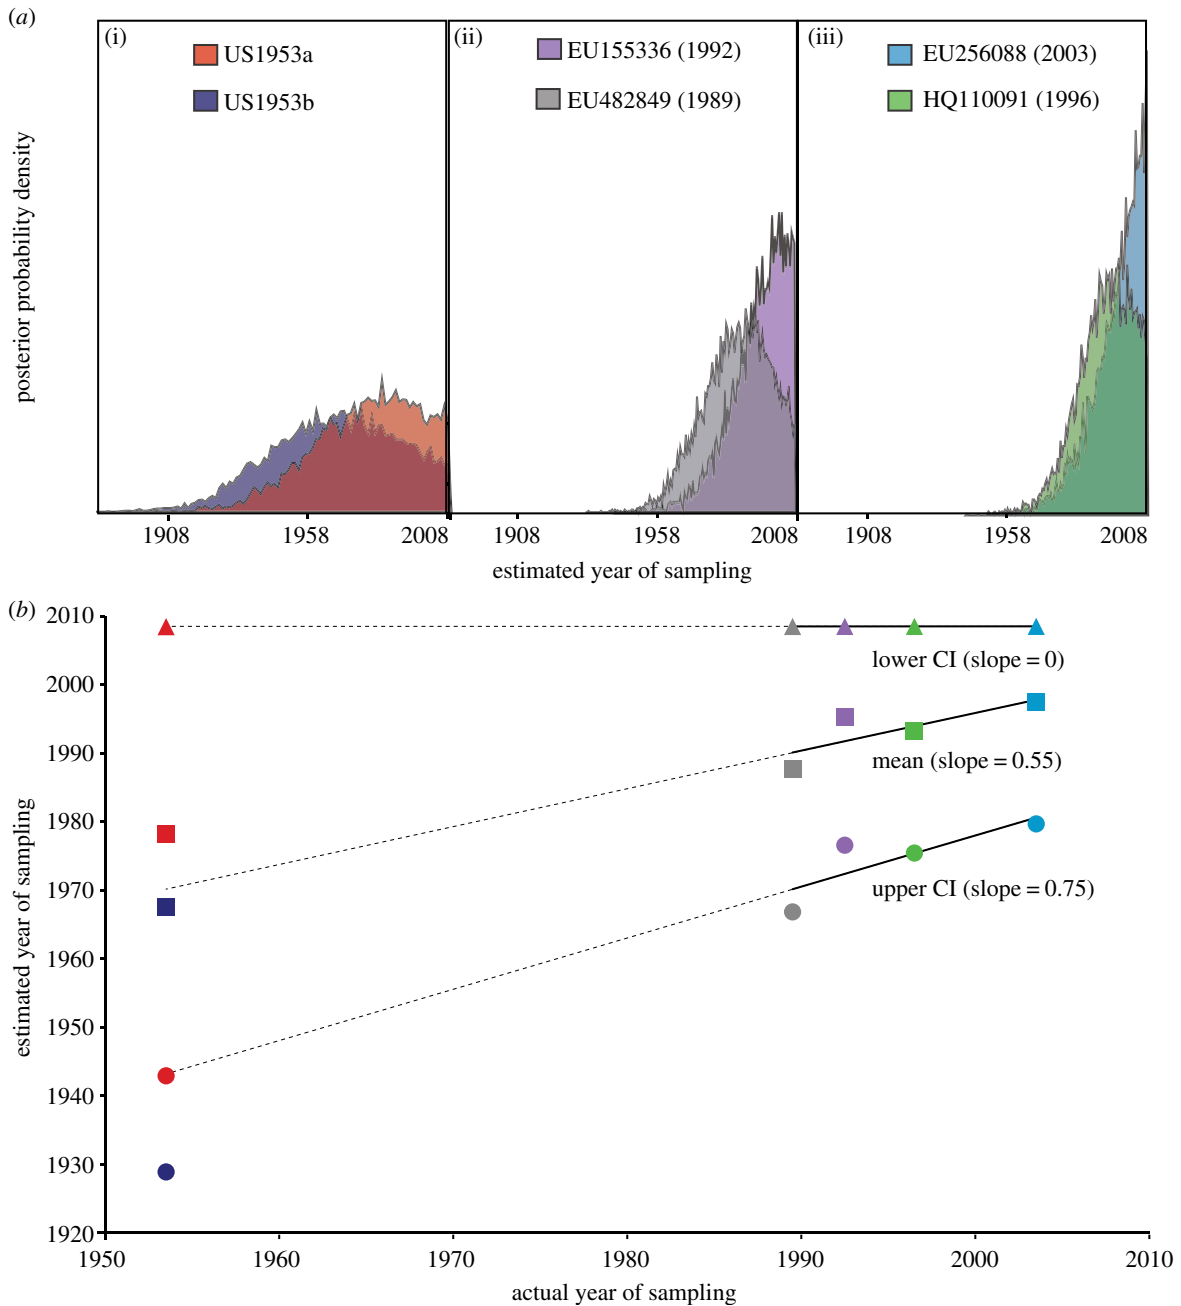 (a)
(i)
US1953a
US1953b
(ii)
EU155336 (1992)
EU482849 (1989)
(iii)
EU256088 (2003)
HQ110091 (1996)
posterior probability density
1908 1958 2008 1908 1958 2008 1908 1958 2008
estimated year of sampling
(b)
2010
2000
1990
1980
1970
1960
1950
1940
1930
1920
estimated year of sampling
lower CI (slope = 0)
mean (slope = 0.55)
upper CI (slope = 0.75)
1950 1960 1970 1980 1990 2000 2010
actual year of sampling